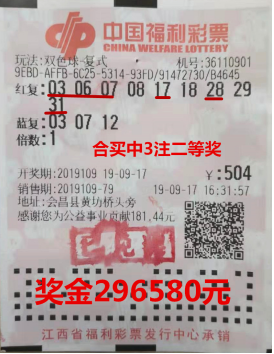 中国福利彩票
CHINA WELFARE LOTTERY
玩法:双色球-复式 机号:36110901
9EBD-AFFB-6C25-5314-93FD/91472730/B4645
红复:03 06 07 08 17 18 28 29
31
蓝复:03 07 12
倍数:1
合买中3注二等奖
开奖期:2019109 19-09-17 ¥:504
销售期:2019109-79 19-09-17 16:31:57
地址:会昌县黄坊桥头旁
感谢您为公益事业贡献181.44元
奖金296580元
江西省福利彩票发行中心承销